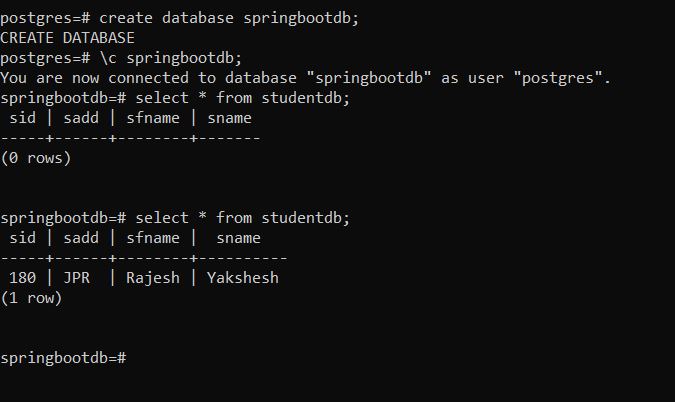 postgres=# create database springbootdb;
CREATE DATABASE
postgres=# \c springbootdb;
You are now connected to database "springbootdb" as user "postgres".
springbootdb=# select * from studentdb;
 sid | sadd | sfname | sname
-----+------+--------+-------
(0 rows)
springbootdb=# select * from studentdb;
 sid | sadd | sfname |  sname
-----+------+--------+----------
 180 | JPR  | Rajesh | Yakshesh
(1 row)
springbootdb=#